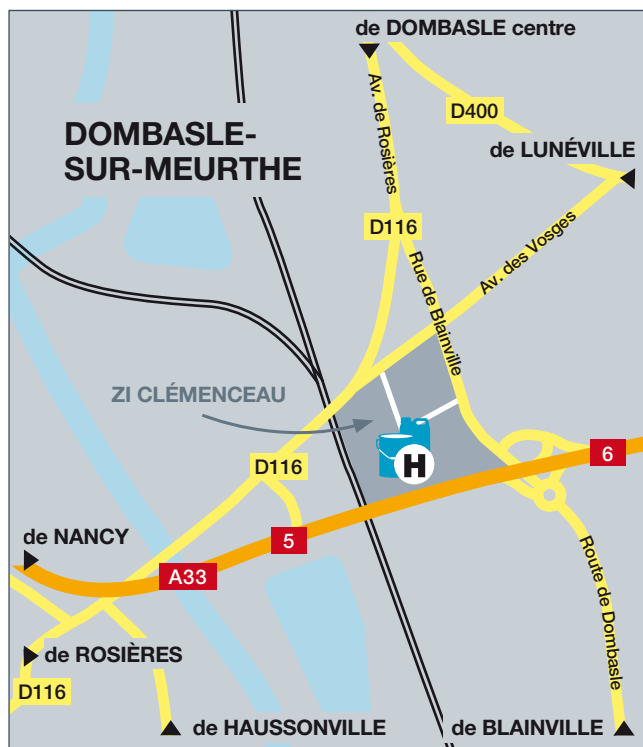 de DOMBASLE centre
DOMBASLE-
SUR-MEURTHE
Av. de Rosières
D400
de LUNÉVILLE
D116
Rue de Blainville
Av. des Vosges
ZI CLÉMENCEAU
D116
H
6
5
de NANCY
A33
Route de Dombasle
de ROSIÈRES
D116
de HAUSSONVILLE
de BLAINVILLE